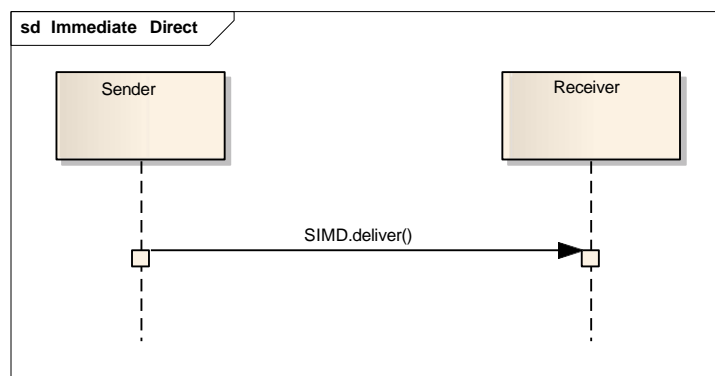 sd Immediate Direct
Sender
Receiver
SIMD.deliver()